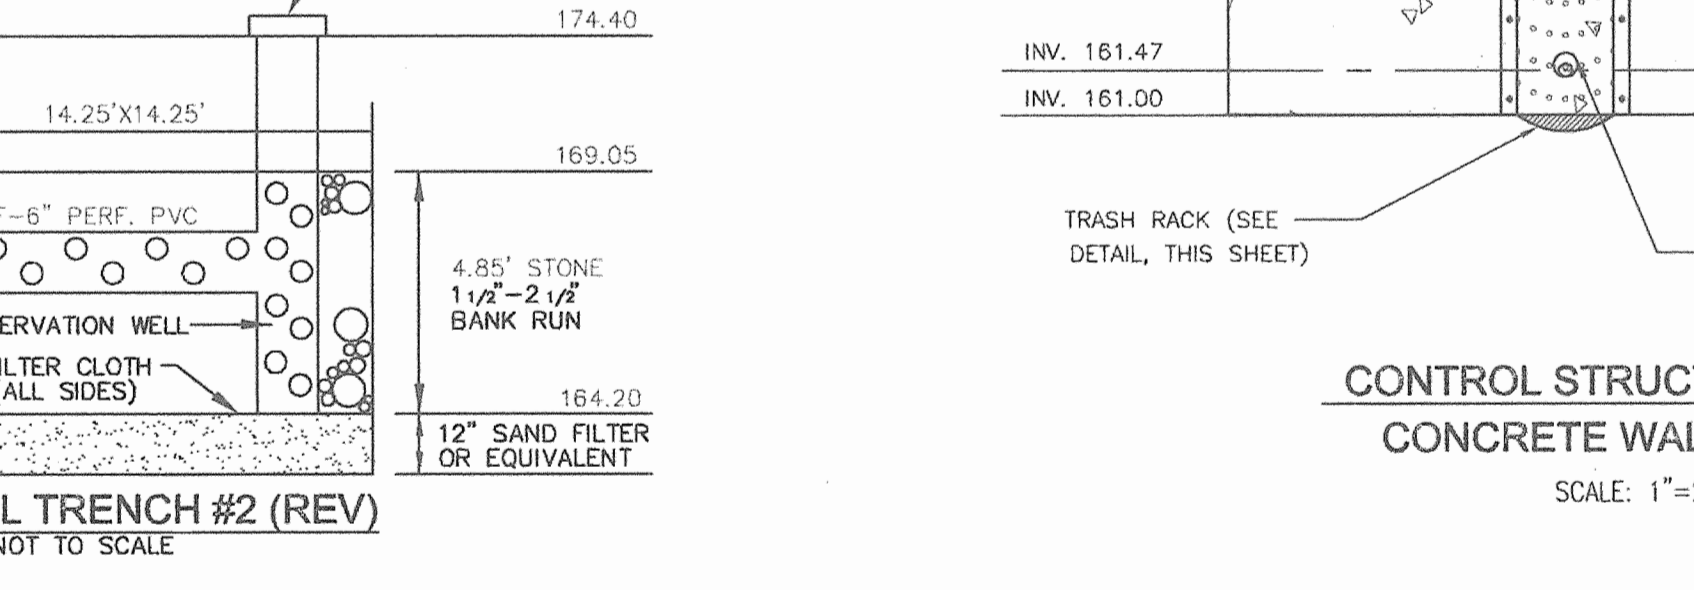 174.40
14.25'X14.25'
169.05
F-6" PERF. PVC
4.85' STONE
1 1/2"-2 1/2"
BANK RUN
ERVATION WELL
ILTER CLOTH
(ALL SIDES)
164.20
12" SAND FILTER
OR EQUIVALENT
L TRENCH #2 (REV)
NOT TO SCALE
INV. 161.47
INV. 161.00
TRASH RACK (SEE
DETAIL, THIS SHEET)
CONTROL STRUCT
CONCRETE WAL
SCALE: 1"=